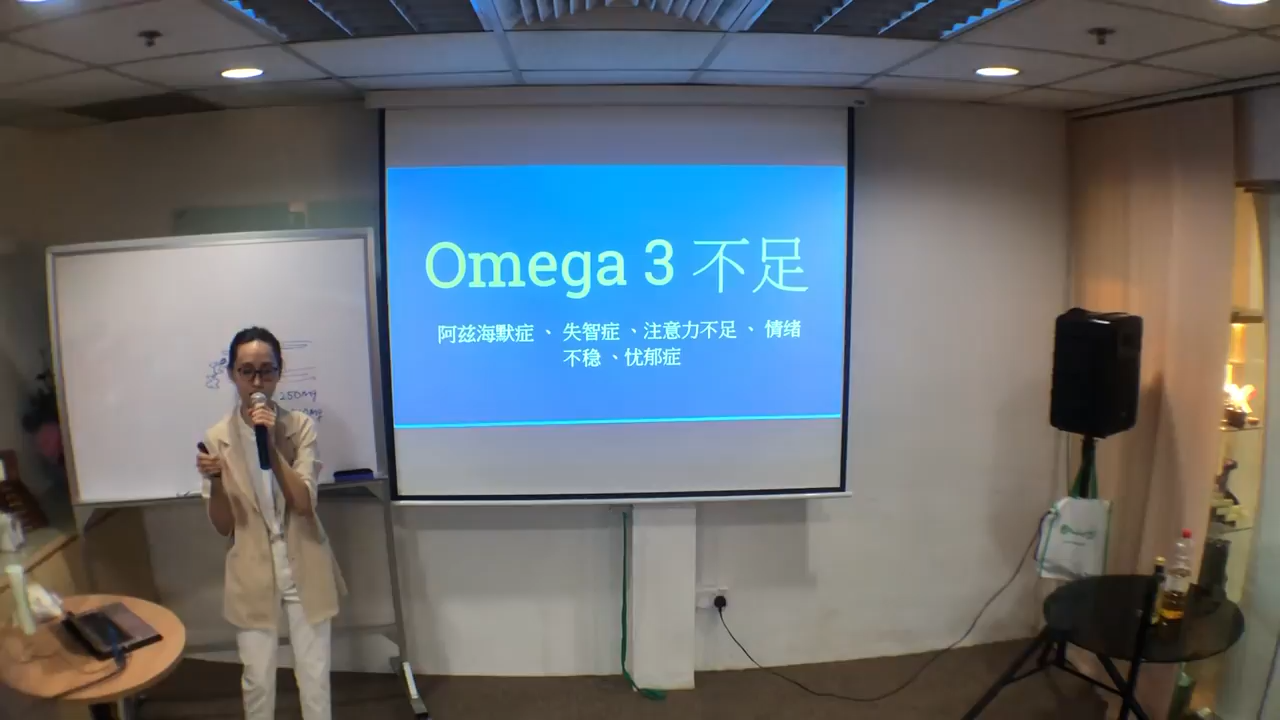 Omega 3 不足
阿兹海默症 、 失智症 、注意力不足 、 情绪
不稳 、忧郁症
250mg